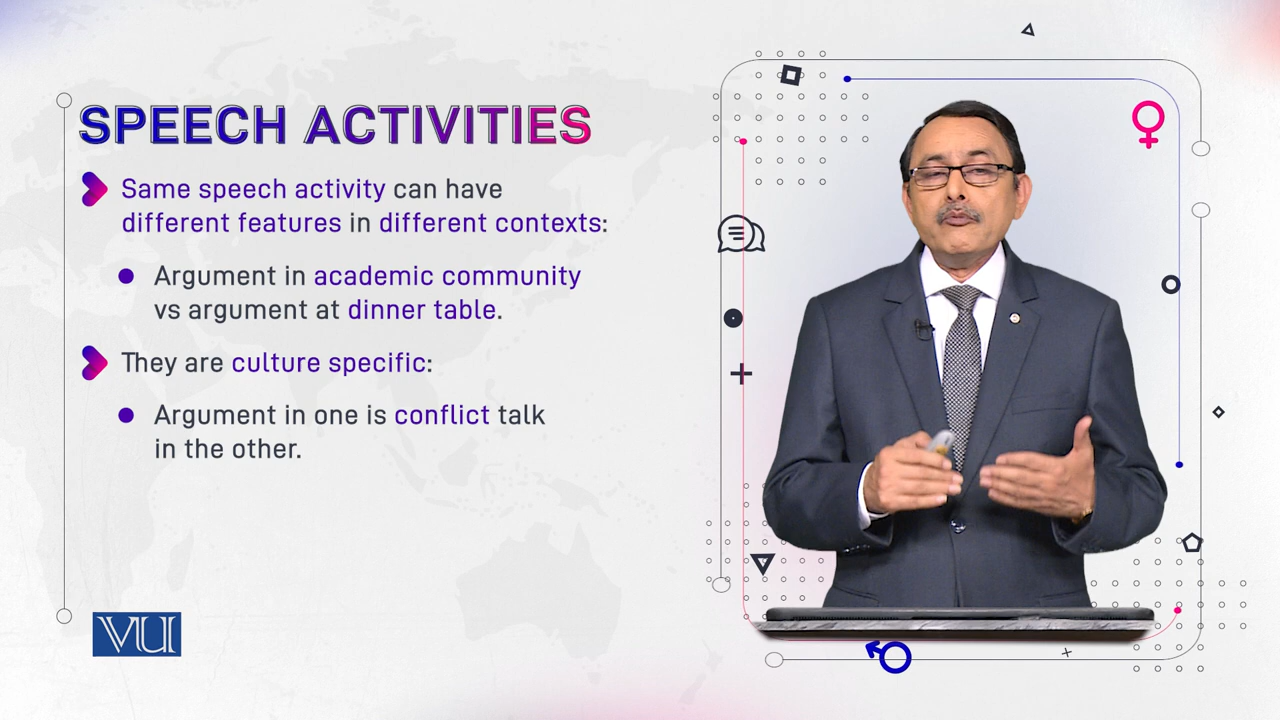 SPEECH ACTIVITIES
Same speech activity can have
different features in different contexts:
Argument in academic community
vs argument at dinner table.
They are culture specific:
Argument in one is conflict talk
in the other.
VU